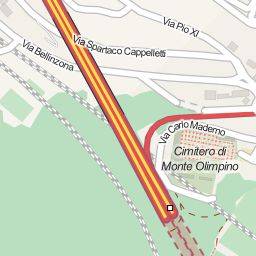 Via Pio XI
Via Spartaco Cappelletti
Via Bellinzona
Via Carlo Maderno
Cimitero di
Monte Olimpino